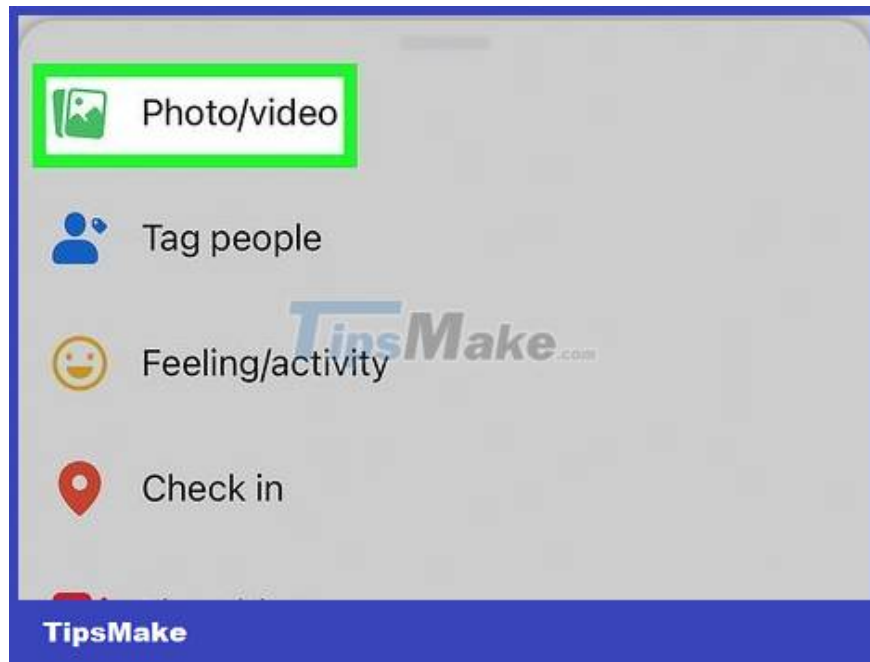 Photo/video
Tag people
TipsMake.com
Feeling/activity
Check in
TipsMake